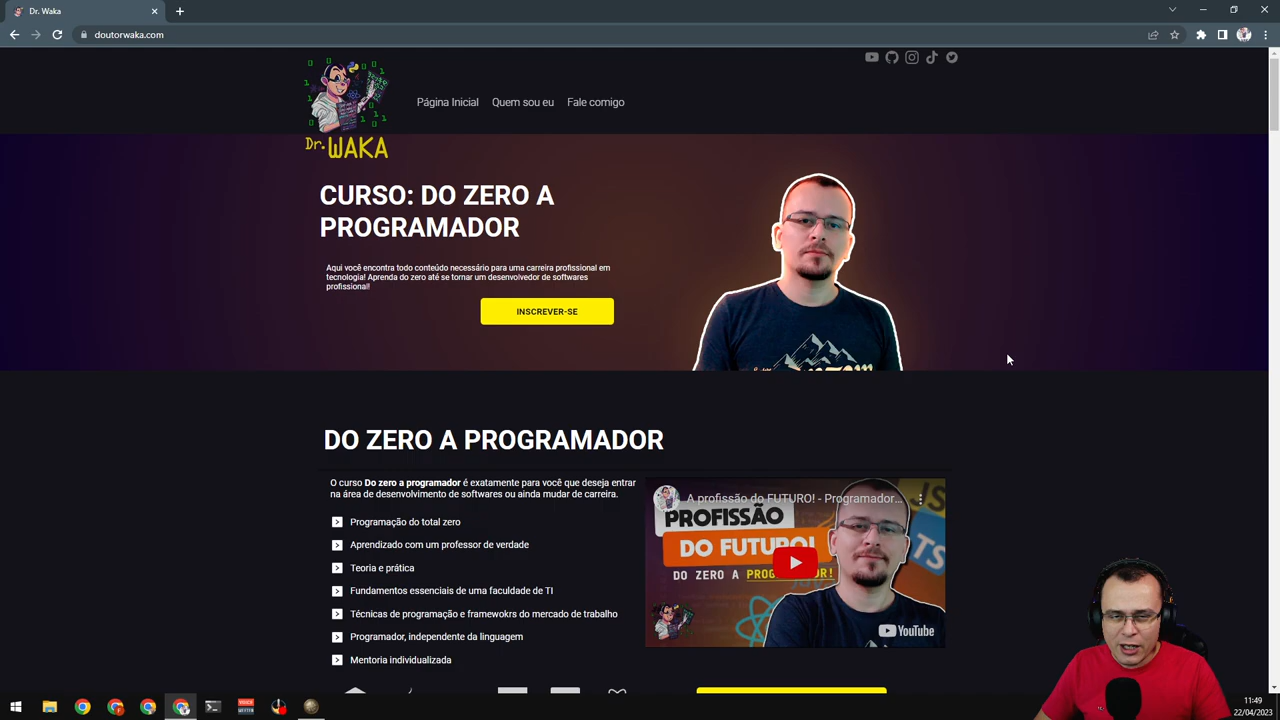 Dr. Waka
doutorwaka.com
Dr. WAKA
Página Inicial
Quem sou eu
Fale comigo
CURSO: DO ZERO A
PROGRAMADOR
Aqui você encontra todo conteúdo necessário para uma carreira profissional em
tecnologia! Aprenda do zero até se tornar um desenvolvedor de softwares
profissional!
INSCREVER-SE
DO ZERO A PROGRAMADOR
O curso Do zero a programador é exatamente para você que deseja entrar
na área de desenvolvimento de softwares ou ainda mudar de carreira.
Programação do total zero
Aprendizado com um professor de verdade
Teoria e prática
Fundamentos essenciais de uma faculdade de TI
Técnicas de programação e framewokrs do mercado de trabalho
Programador, independente da linguagem
Mentoria individualizada
A profissão do FUTURO! - Programador...
PROFISSÃO
DO FUTURO!
DO ZERO A PROGRAMADOR!
JS
TS
YouTube
11:49
22/04/2023